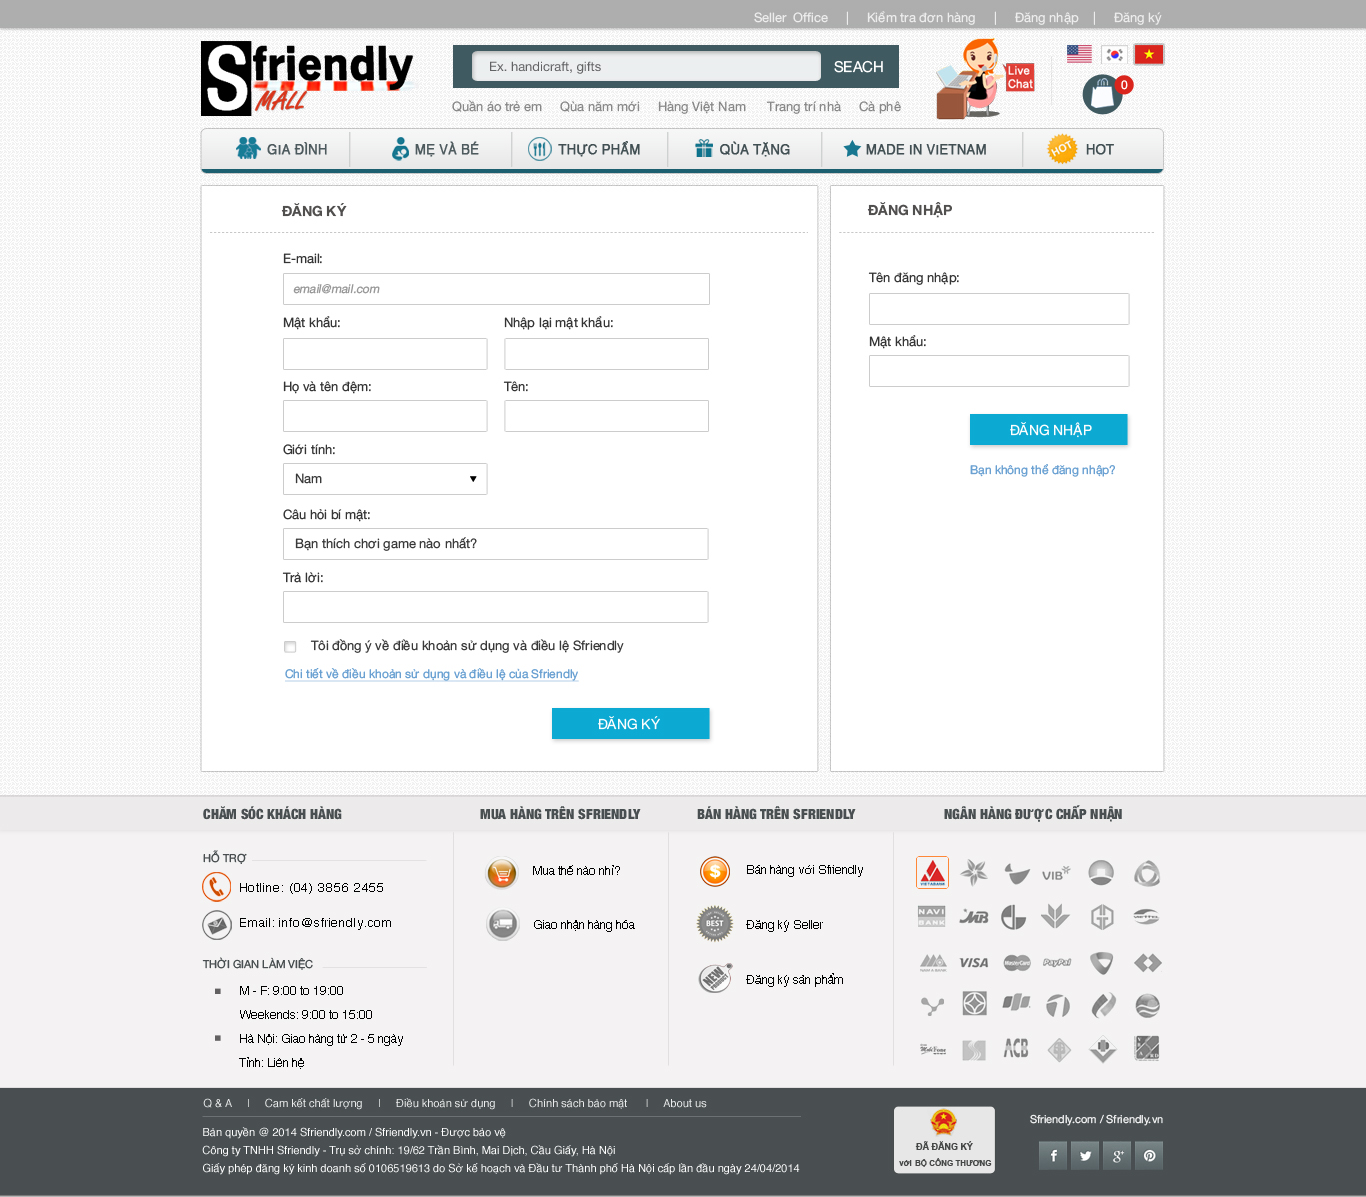 Seller Office | Kiểm tra đơn hàng | Đăng nhập | Đăng ký
Sfriendly
MALL
Ex. handicraft, gifts
SEACH
Live
Chat
0
Quần áo trẻ em Qùa năm mới Hàng Việt Nam Trang trí nhà Cà phê
GIA ĐÌNH MẸ VÀ BÉ THỰC PHẨM QÙA TẶNG MADE IN VIETNAM HOT HOT
ĐĂNG KÝ
E-mail:
email@mail.com
Mật khẩu: Nhập lại mật khẩu:
Họ và tên đệm: Tên:
Giới tính:
Nam
Câu hỏi bí mật:
Bạn thích chơi game nào nhất?
Trả lời:
Tôi đồng ý về điều khoản sử dụng và điều lệ Sfriendly
Chi tiết về điều khoản sử dụng và điều lệ của Sfriendly
ĐĂNG KÝ
ĐĂNG NHẬP
Tên đăng nhập:
Mật khẩu:
ĐĂNG NHẬP
Bạn không thể đăng nhập?
CHĂM SÓC KHÁCH HÀNG
HỖ TRỢ
Hotline: (04) 3856 2455
Email: info@sfriendly.com
THỜI GIAN LÀM VIỆC
M - F: 9:00 to 19:00
Weekends: 9:00 to 15:00
Hà Nội: Giao hàng từ 2 - 5 ngày
Tỉnh: Liên hệ
MUA HÀNG TRÊN SFRIENDLY
Mua thế nào nhỉ?
Giao nhận hàng hóa
BÁN HÀNG TRÊN SFRIENDLY
$
Bán hàng với Sfriendly
BEST
Đăng ký Seller
NEW
Đăng ký sản phẩm
NGÂN HÀNG ĐƯỢC CHẤP NHẬN
VIETABANK VIB
NAVI
BANK MB
VISA MasterCard PayPal
ACB
Q & A | Cam kết chất lượng | Điều khoản sử dụng | Chính sách bảo mật | About us
Bản quyền @ 2014 Sfriendly.com / Sfriendly.vn - Được bảo vệ
Công ty TNHH Sfriendly - Trụ sở chính: 19/62 Trần Bình, Mai Dịch, Cầu Giấy, Hà Nội
Giấy phép đăng ký kinh doanh số 0106519613 do Sở kế hoạch và Đầu tư Thành phố Hà Nội cấp lần đầu ngày 24/04/2014
ĐÃ ĐĂNG KÝ
với BỘ CÔNG THƯƠNG
Sfriendly.com / Sfriendly.vn